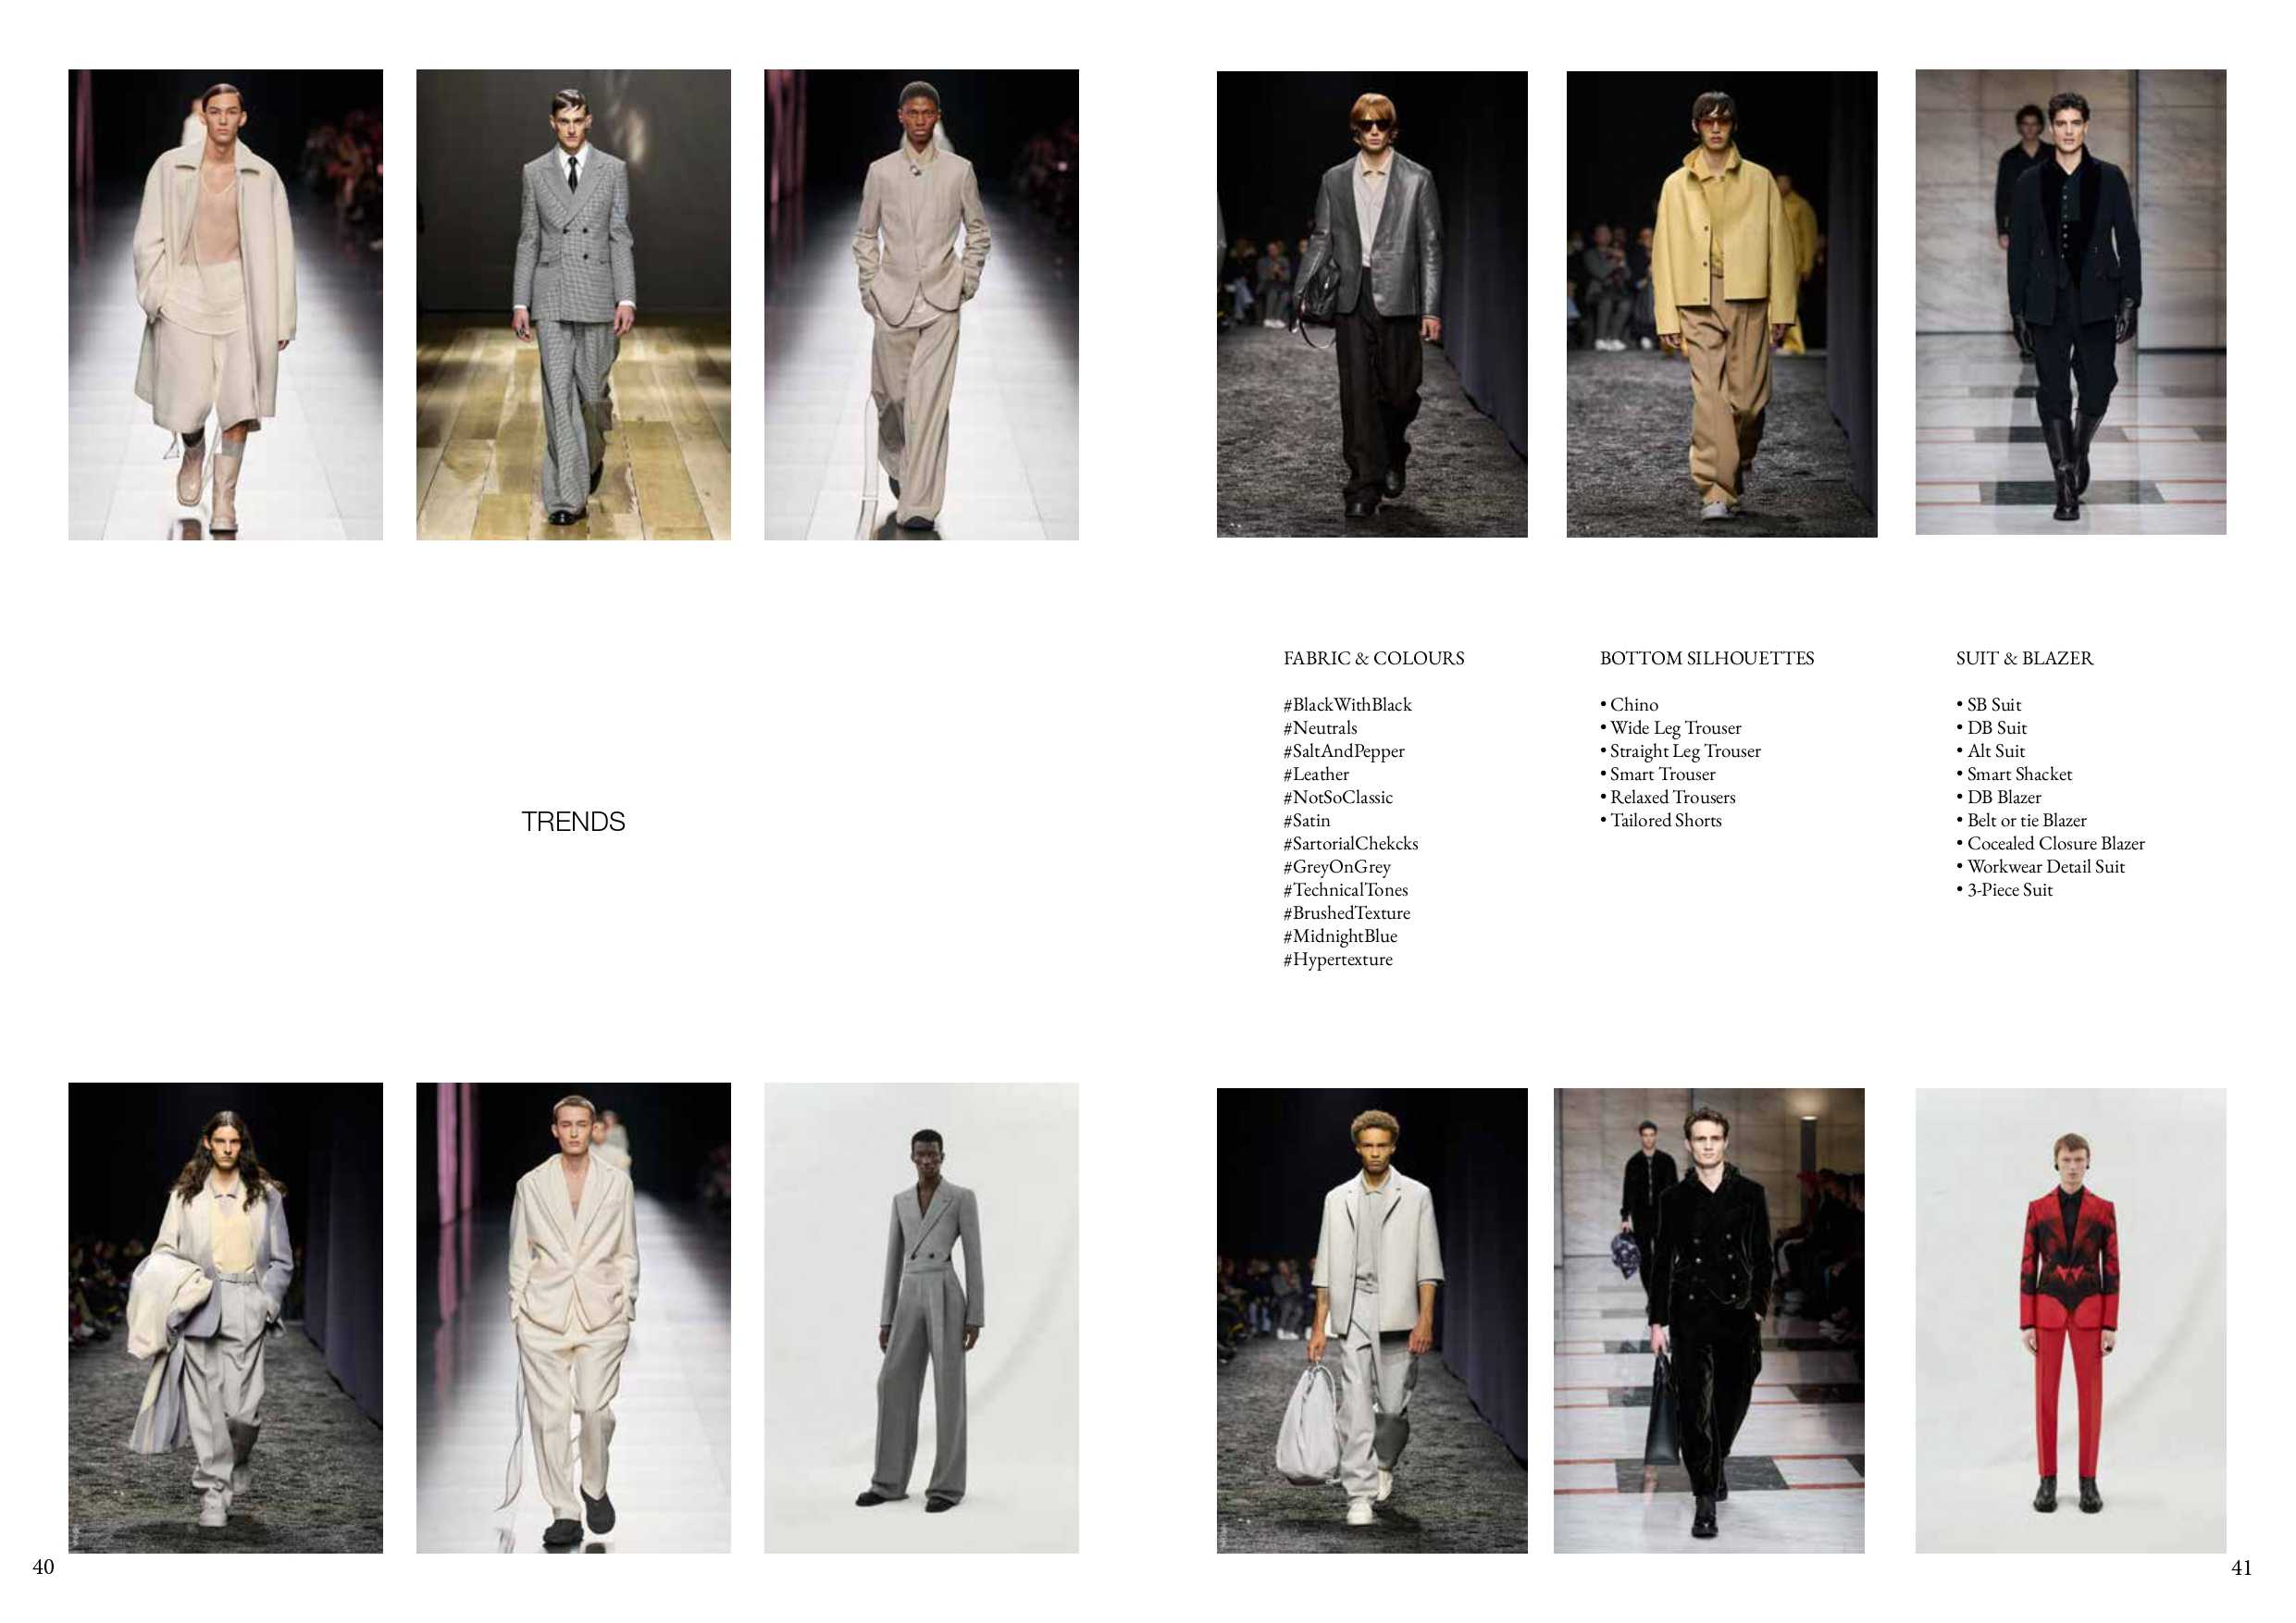 TRENDS
FABRIC & COLOURS
#BlackWithBlack
#Neutrals
#SaltAndPepper
#Leather
#NotSoClassic
#Satin
#SartorialChekcks
#GreyOnGrey
#TechnicalTones
#BrushedTexture
#MidnightBlue
#Hypertexture
BOTTOM SILHOUETTES
• Chino
• Wide Leg Trouser
• Straight Leg Trouser
• Smart Trouser
• Relaxed Trousers
• Tailored Shorts
SUIT & BLAZER
• SB Suit
• DB Suit
• Alt Suit
• Smart Shacket
• DB Blazer
• Belt or tie Blazer
• Cocealed Closure Blazer
• Workwear Detail Suit
• 3-Piece Suit
40
41